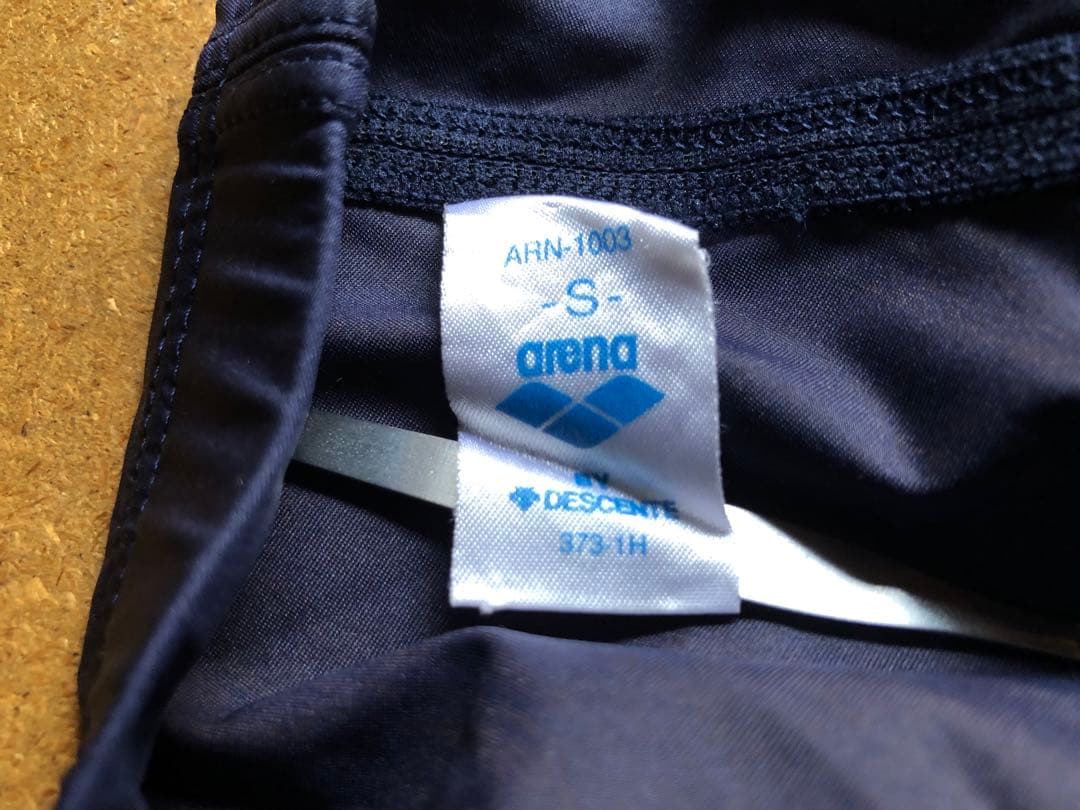 ARN-1003
-S-
arena
BY
DESCENTE
373-1H